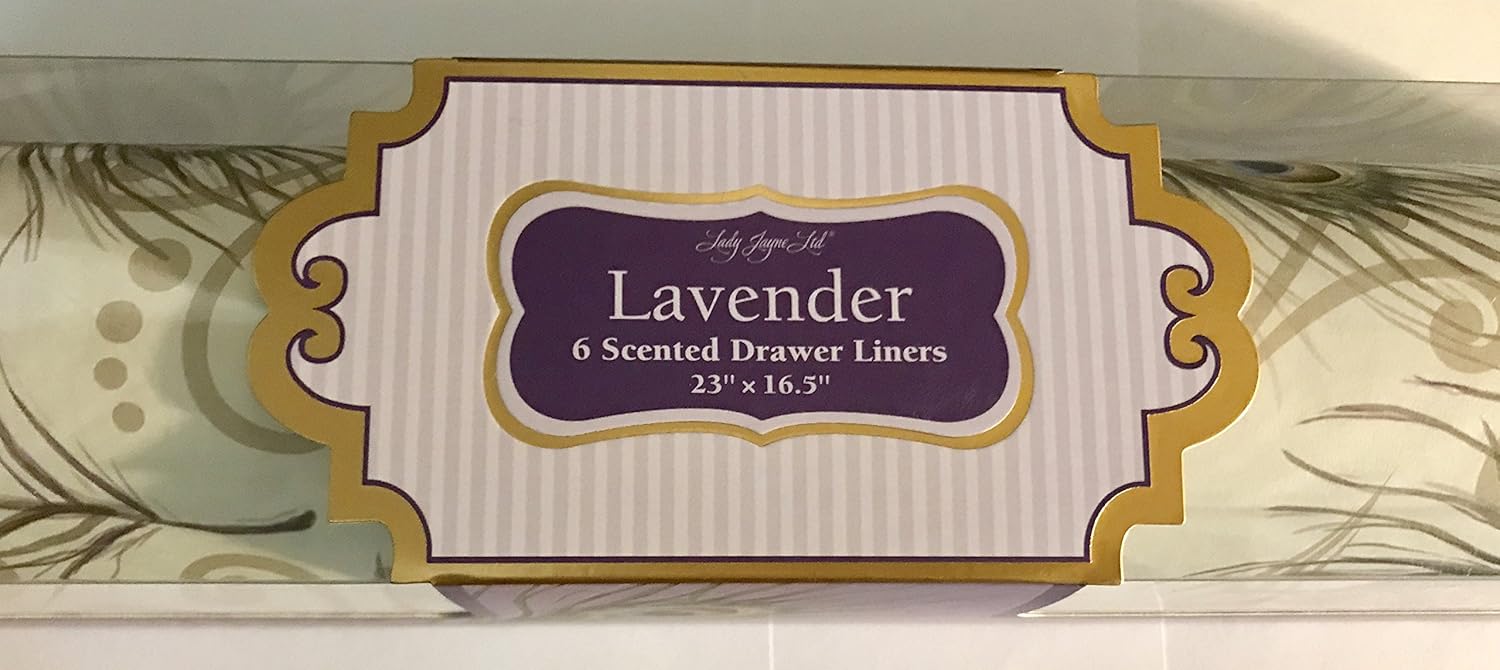 Lady Jayne Ltd®
Lavender
6 Scented Drawer Liners
23" × 16.5"